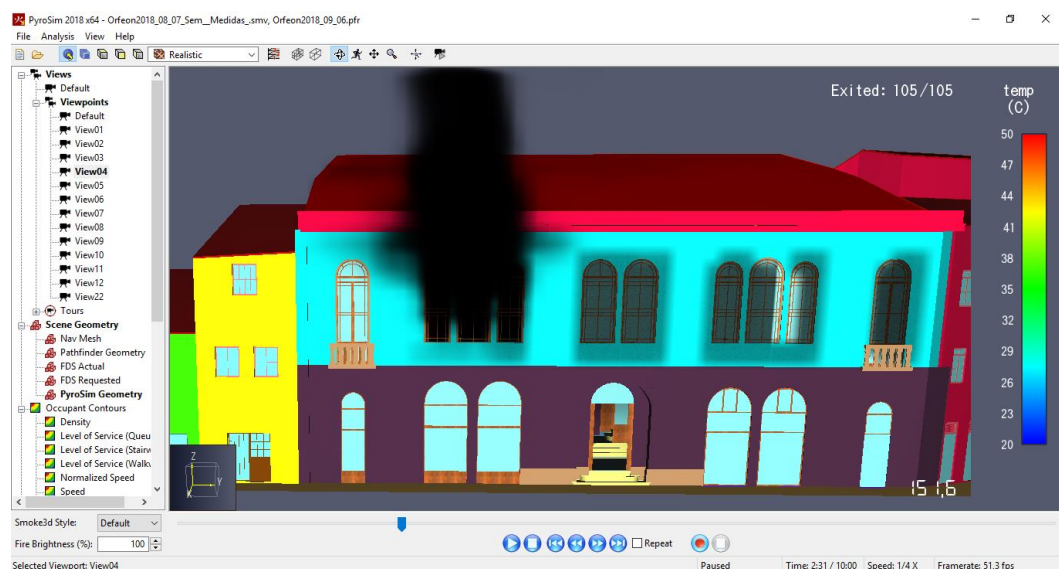 PyroSim 2018 x64 - Orfeon2018_08_07_Sem__Medidas_.smv, Orfeon2018_09_06.pfr
File Analysis View Help
Realistic
Views
Default
Viewpoints
Default
View01
View02
View03
View04
View05
View06
View07
View08
View09
View10
View11
View12
View22
Tours
Scene Geometry
Nav Mesh
Pathfinder Geometry
FDS Actual
FDS Requested
PyroSim Geometry
Occupant Contours
Density
Level of Service (Queu
Level of Service (Stairw
Level of Service (Walkw
Normalized Speed
Speed
Exited: 105/105
temp
(C)
50
47
44
41
38
35
32
29
26
23
20
Z
Y
X
151,6
Smoke3d Style: Default
Fire Brightness (%): 100
Repeat
Selected Viewport: View04 Paused Time: 2:31 / 10:00 Speed: 1/4 X Framerate: 51.3 fps